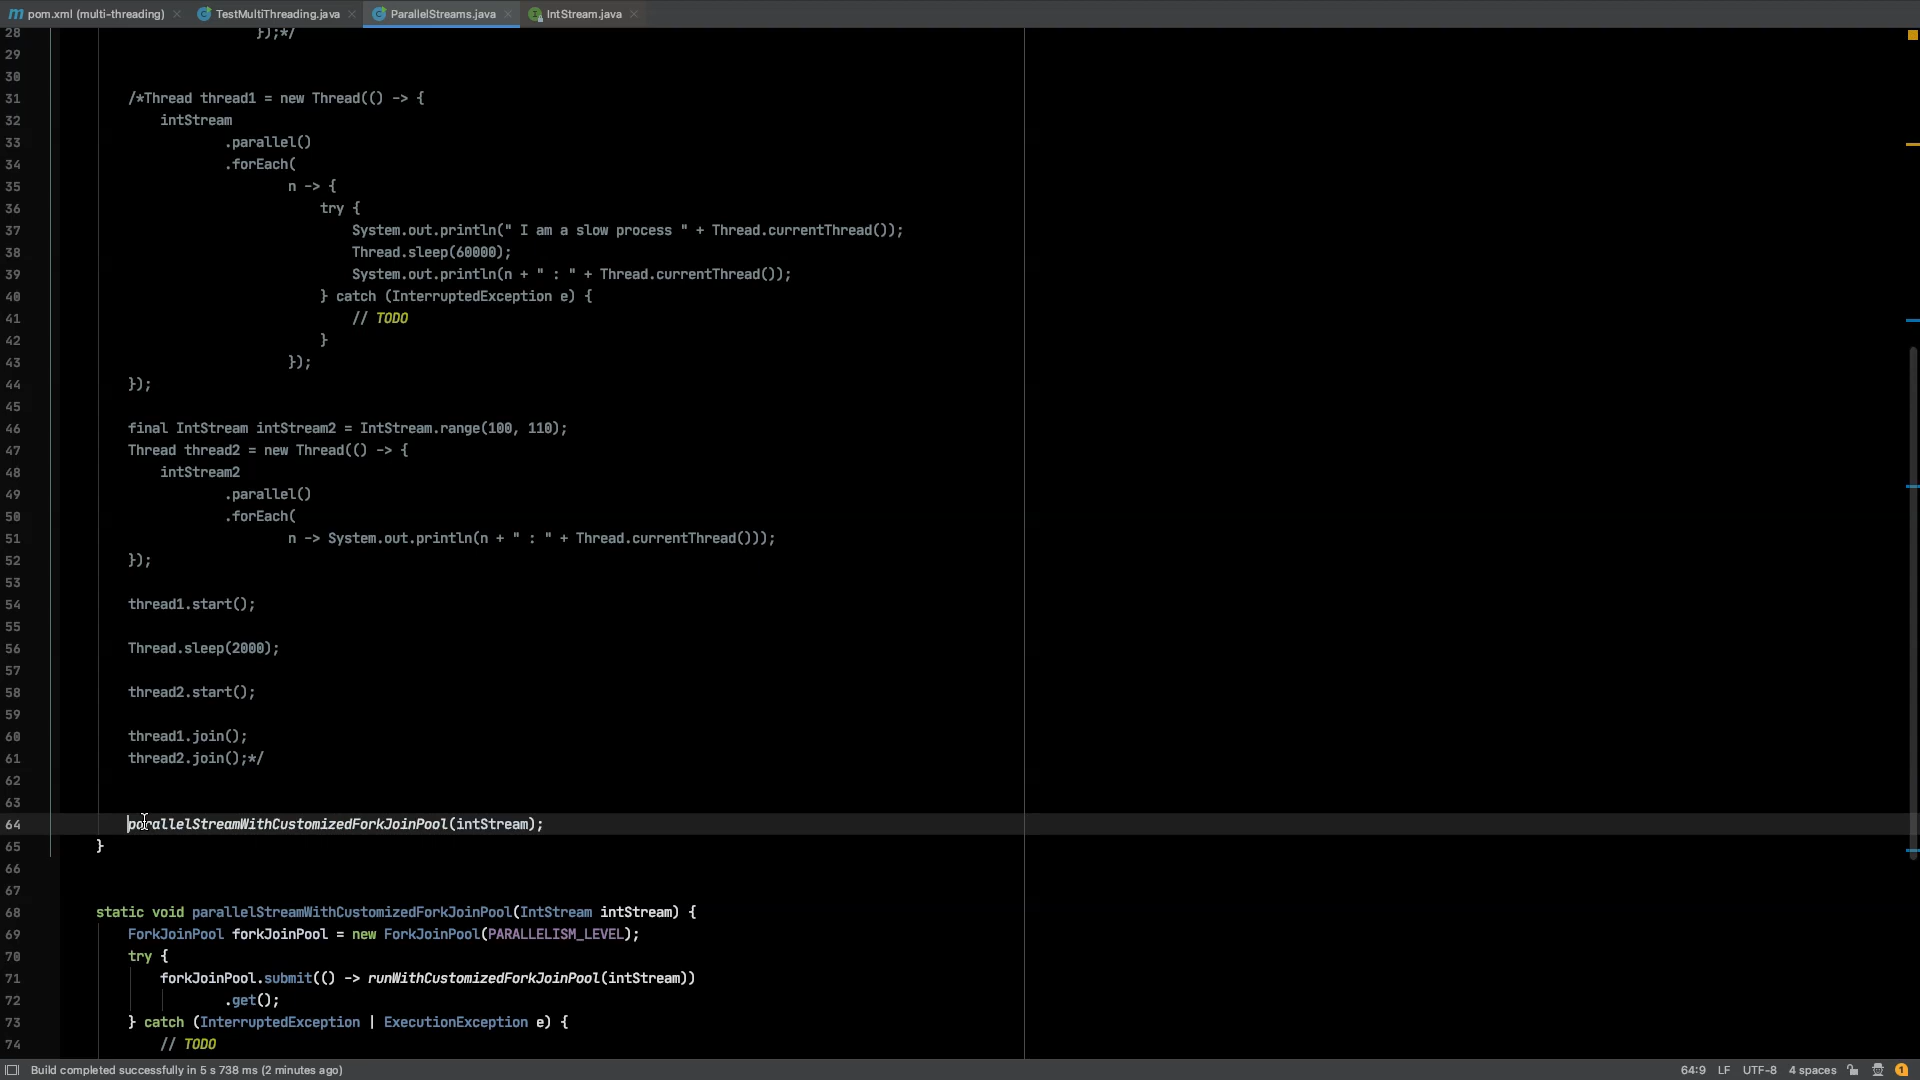 pom.xml (multi-threading) TestMultiThreading.java ParallelStreams.java IntStream.java
28 });*/
29
30
31 /*Thread thread1 = new Thread(() -> {
32 intStream
33 .parallel()
34 .forEach(
35 n -> {
36 try {
37 System.out.println(" I am a slow process " + Thread.currentThread());
38 Thread.sleep(60000);
39 System.out.println(n + " : " + Thread.currentThread());
40 } catch (InterruptedException e) {
41 // TODO
42 }
43 });
44 });
45
46 final IntStream intStream2 = IntStream.range(100, 110);
47 Thread thread2 = new Thread(() -> {
48 intStream2
49 .parallel()
50 .forEach(
51 n -> System.out.println(n + " : " + Thread.currentThread()));
52 });
53
54 thread1.start();
55
56 Thread.sleep(2000);
57
58 thread2.start();
59
60 thread1.join();
61 thread2.join();*/
62
63
64 parallelStreamWithCustomizedForkJoinPool(intStream);
65 }
66
67
68 static void parallelStreamWithCustomizedForkJoinPool(IntStream intStream) {
69 ForkJoinPool forkJoinPool = new ForkJoinPool(PARALLELISM_LEVEL);
70 try {
71 forkJoinPool.submit(() -> runWithCustomizedForkJoinPool(intStream))
72 .get();
73 } catch (InterruptedException | ExecutionException e) {
74 // TODO
Build completed successfully in 5 s 738 ms (2 minutes ago) 64:9 LF UTF-8 4 spaces 1